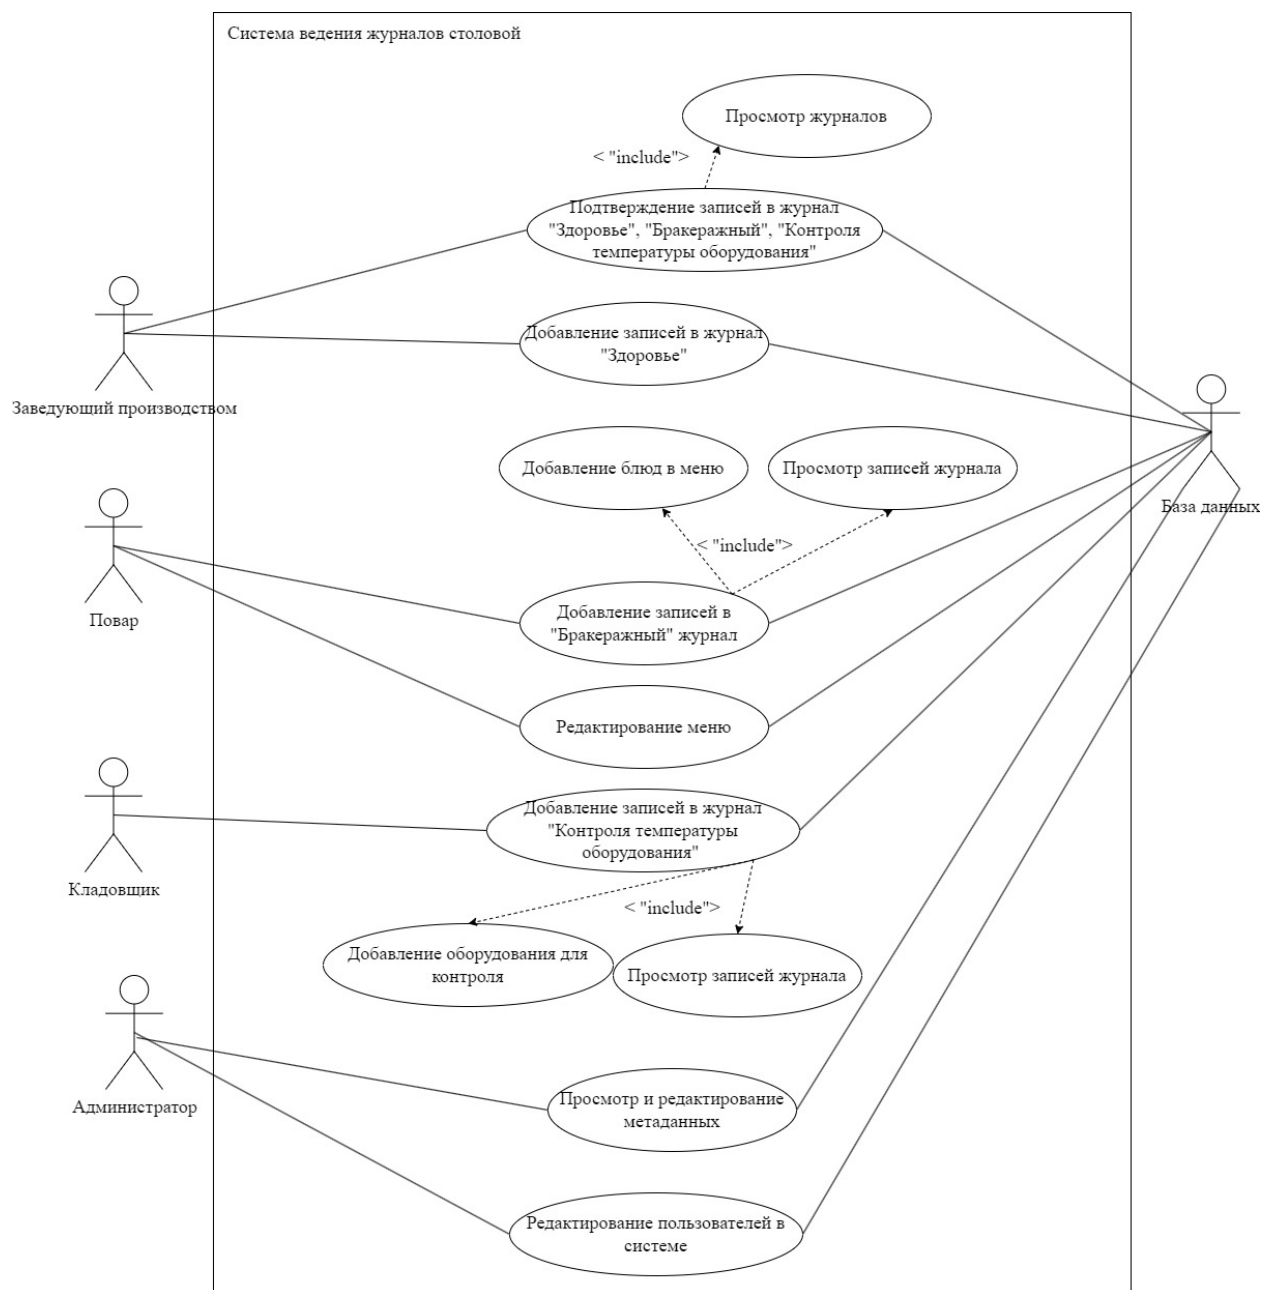 Система ведения журналов столовой
Просмотр журналов
< "include">
Подтверждение записей в журнал
"Здоровье", "Бракеражный", "Контроля
температуры оборудования"
Добавление записей в журнал
"Здоровье"
Заведующий производством
Добавление блюд в меню
Просмотр записей журнала
База данных
< "include">
Повар
Добавление записей в
"Бракеражный" журнал
Редактирование меню
Добавление записей в журнал
"Контроля температуры
оборудования"
Кладовщик
< "include">
Добавление оборудования для
контроля
Просмотр записей журнала
Администратор
Просмотр и редактирование
метаданных
Редактирование пользователей в
системе